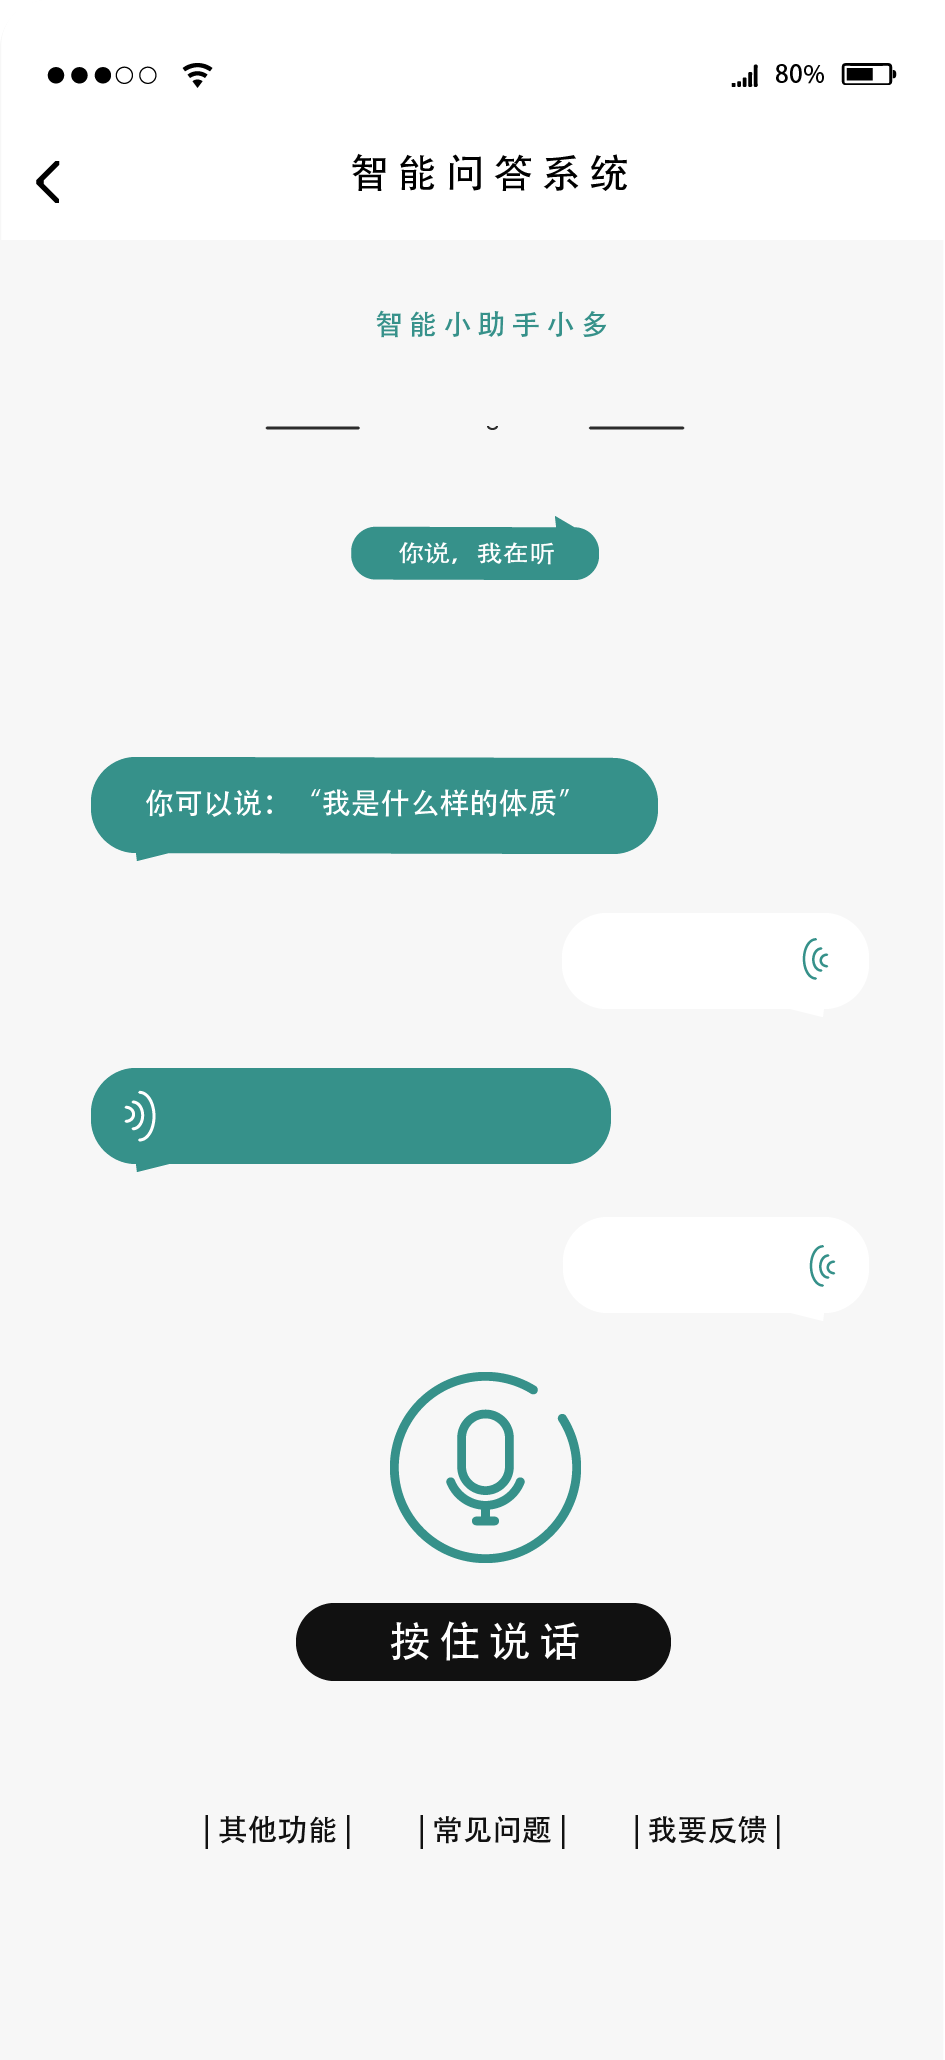 80%
智能问答系统
智能小助手小多
你说，我在听
你可以说：“我是什么样的体质”
按住说话
|其他功能| |常见问题| |我要反馈|